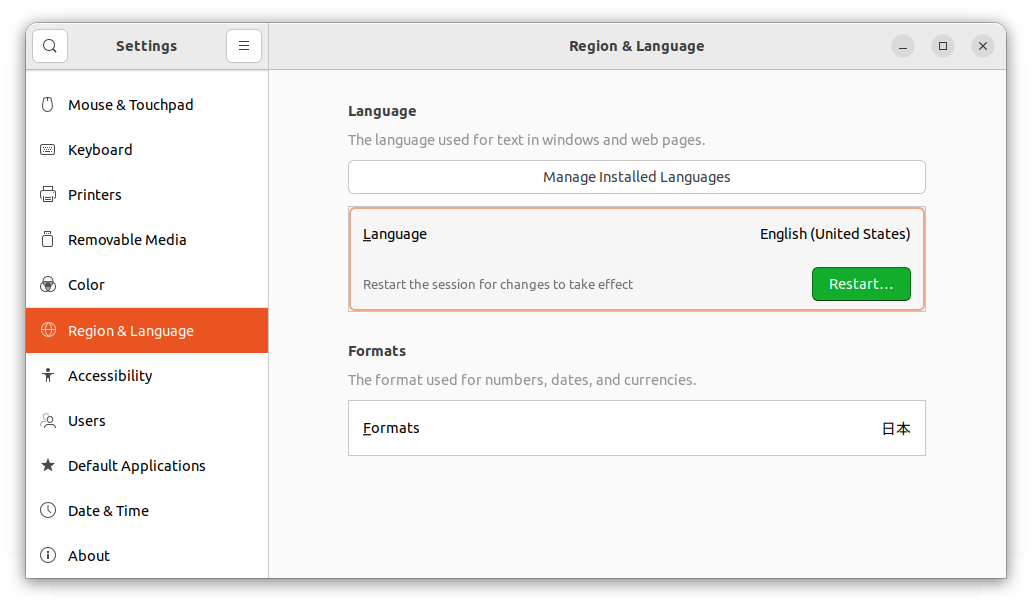 Settings
Region & Language
Mouse & Touchpad
Keyboard
Printers
Removable Media
Color
Region & Language
Accessibility
Users
Default Applications
Date & Time
About
Language
The language used for text in windows and web pages.
Manage Installed Languages
Language English (United States)
Restart the session for changes to take effect Restart…
Formats
The format used for numbers, dates, and currencies.
Formats 日本